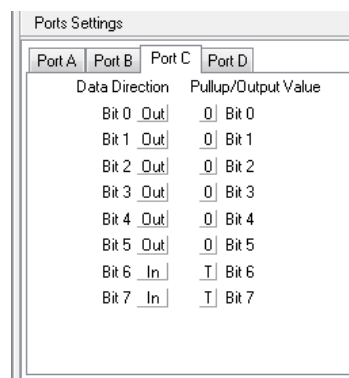 Ports Settings
Port A Port B Port C Port D
Data Direction Pullup/Output Value
Bit 0 Out 0 Bit 0
Bit 1 Out 0 Bit 1
Bit 2 Out 0 Bit 2
Bit 3 Out 0 Bit 3
Bit 4 Out 0 Bit 4
Bit 5 Out 0 Bit 5
Bit 6 In T Bit 6
Bit 7 In T Bit 7